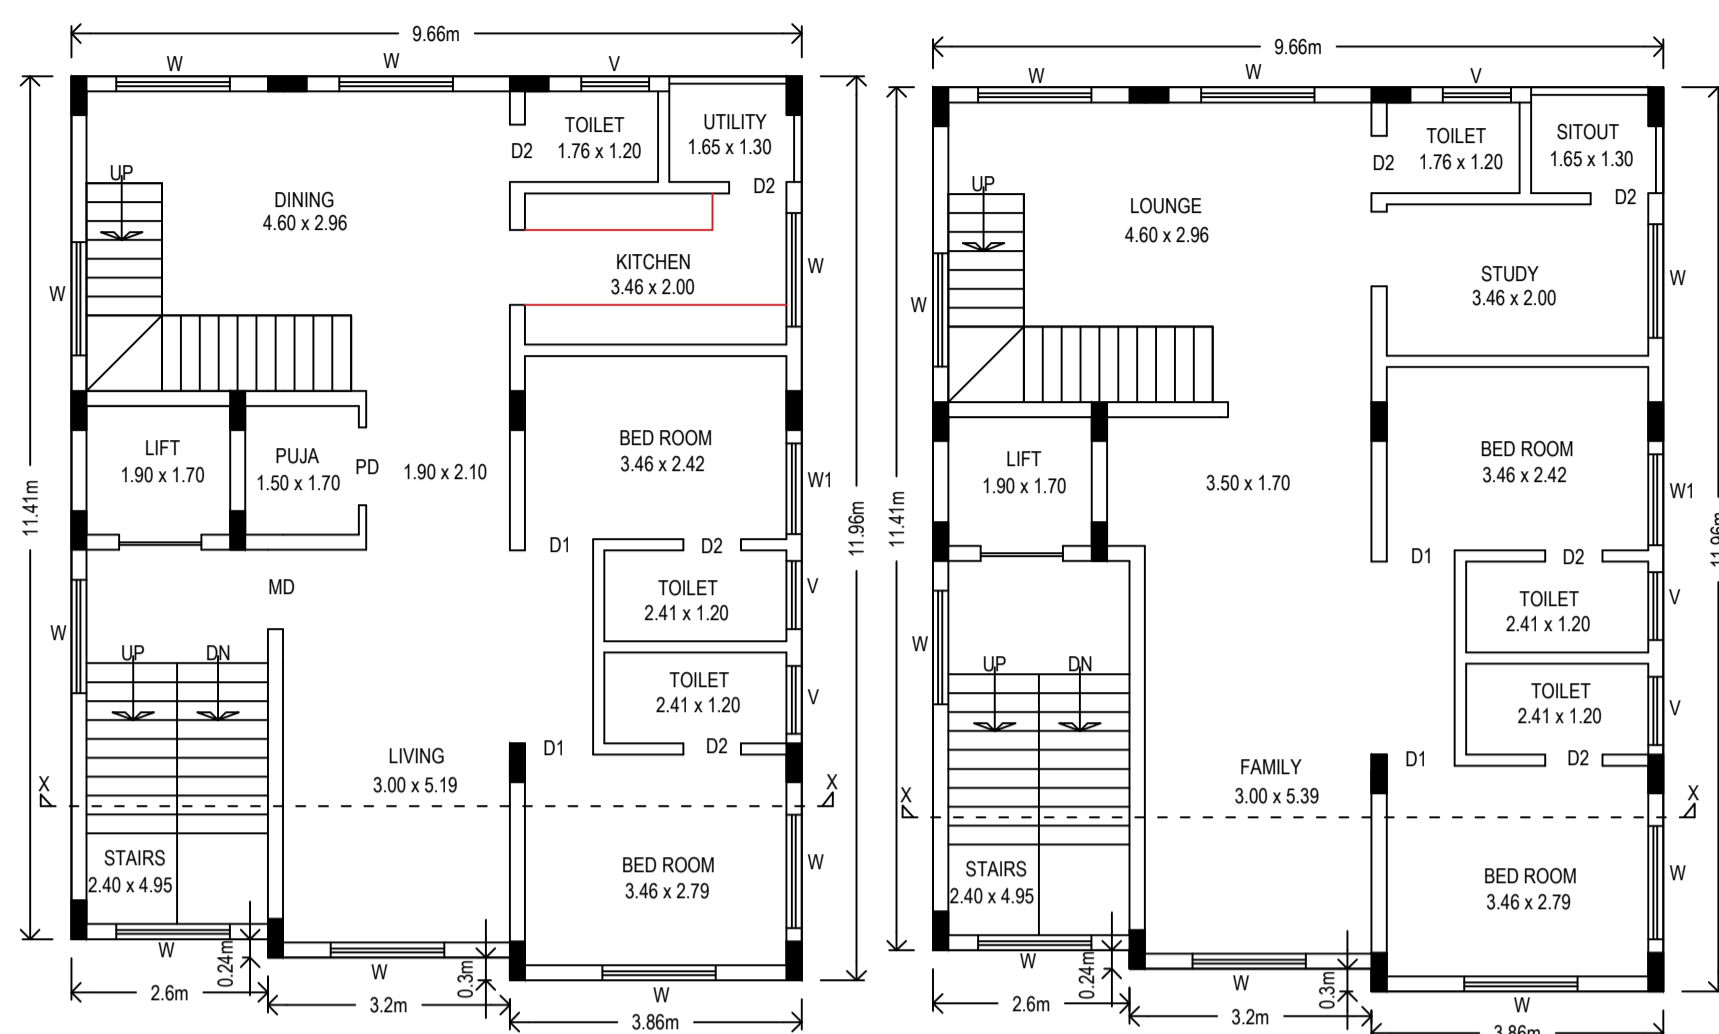 9.66m
W
W
V
TOILET
1.76 x 1.20
UTILITY
1.65 x 1.30
D2
D2
UP
DINING
4.60 x 2.96
KITCHEN
3.46 x 2.00
W
W
LIFT
1.90 x 1.70
PUJA
1.50 x 1.70
PD
1.90 x 2.10
BED ROOM
3.46 x 2.42
W1
11.41m
11.96m
D1
D2
MD
TOILET
2.41 x 1.20
V
W
UP
DN
TOILET
2.41 x 1.20
V
D1
D2
LIVING
3.00 x 5.19
X
X
STAIRS
2.40 x 4.95
BED ROOM
3.46 x 2.79
W
W
0.24m
W
0.3m
W
2.6m
3.2m
3.86m
9.66m
W
W
V
TOILET
1.76 x 1.20
SITOUT
1.65 x 1.30
D2
D2
UP
LOUNGE
4.60 x 2.96
STUDY
3.46 x 2.00
W
W
LIFT
1.90 x 1.70
3.50 x 1.70
BED ROOM
3.46 x 2.42
W1
11.41m
11.96m
D1
D2
TOILET
2.41 x 1.20
V
W
UP
DN
TOILET
2.41 x 1.20
V
D1
D2
FAMILY
3.00 x 5.39
X
X
STAIRS
2.40 x 4.95
BED ROOM
3.46 x 2.79
W
W
0.24m
W
0.3m
W
2.6m
3.2m
3.86m